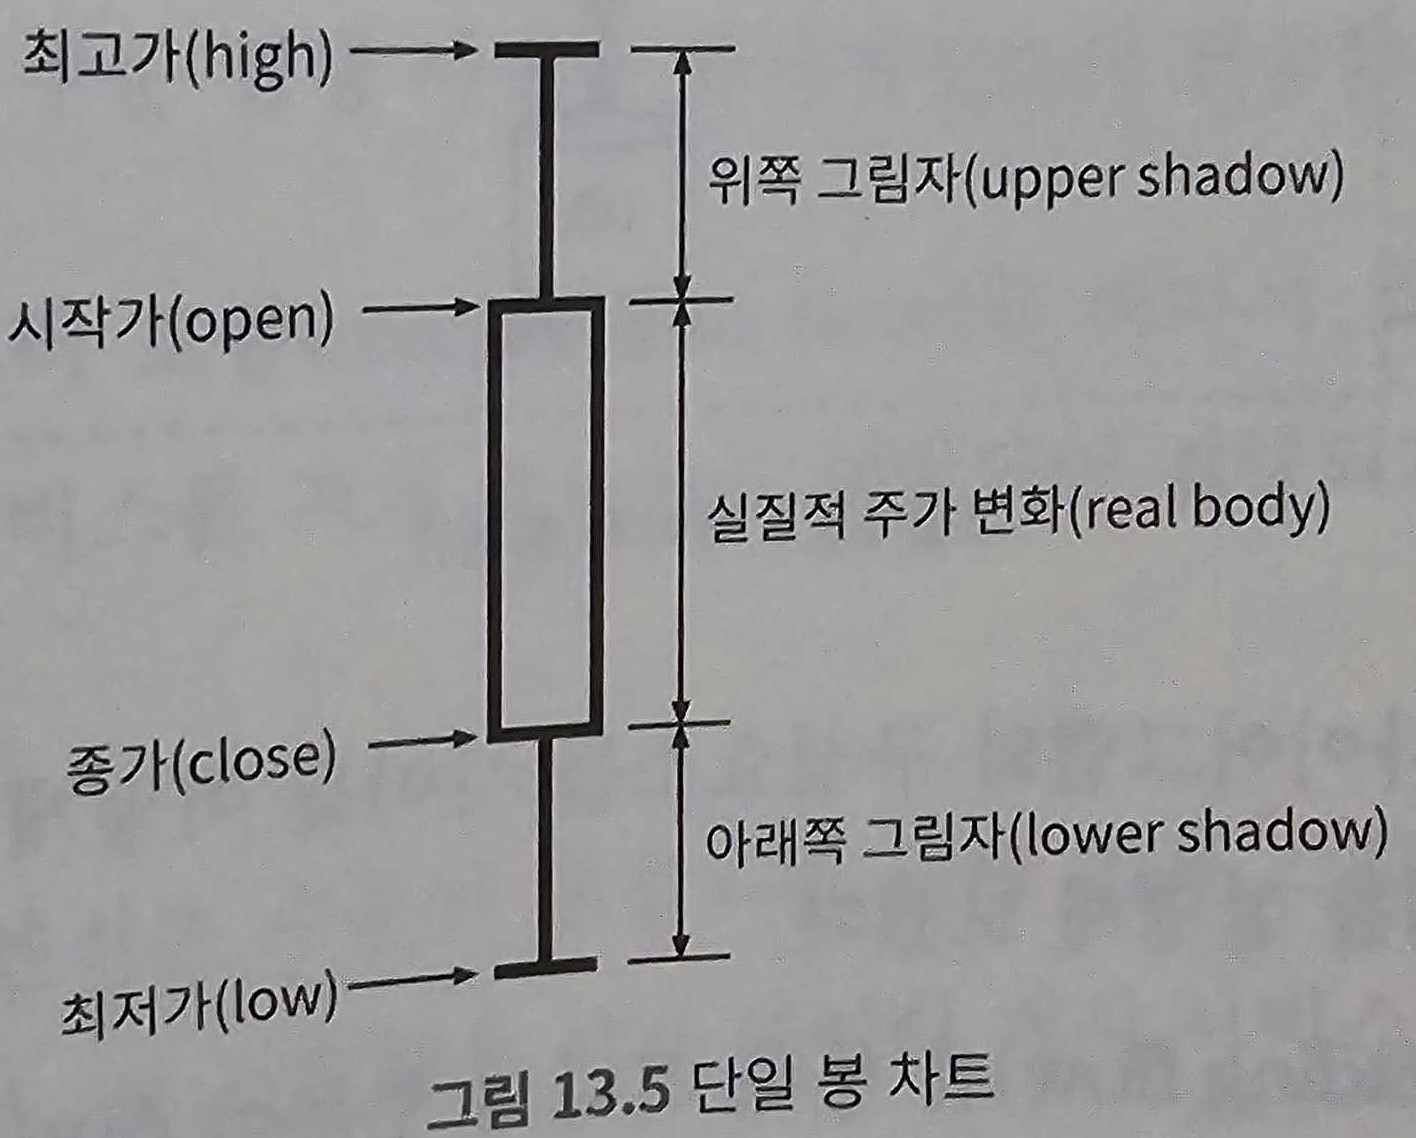 최고가(high)
위쪽 그림자(upper shadow)
시작가(open)
실질적 주가 변화(real body)
종가(close)
아래쪽 그림자(lower shadow)
최저가(low)
그림 13.5 단일 봉 차트